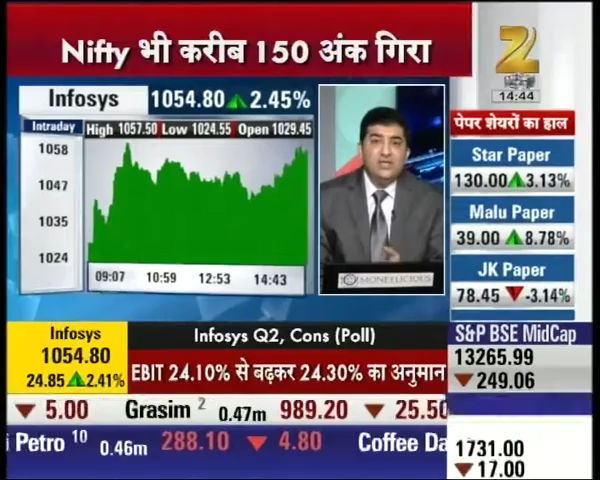 Nifty भी करीब 150 अंक गिरा
14:44
Infosys 1054.80 2.45%
Intraday High 1057.50 Low 1024.55 Open 1029.45
1058
1047
1035
1024
09:07 10:59 12:53 14:43
MONEYLICIOUS
पेपर शेयरों का हाल
Star Paper
130.00 3.13%
Malu Paper
39.00 8.78%
JK Paper
78.45 -3.14%
Infosys
1054.80
24.85 2.41%
Infosys Q2, Cons (Poll)
EBIT 24.10% से बढ़कर 24.30% का अनुमान
S&P BSE MidCap
13265.99
249.06
5.00 Grasim 2 0.47m 989.20 25.50
i Petro 10 0.46m 288.10 4.80 Coffee Da
1731.00
17.00